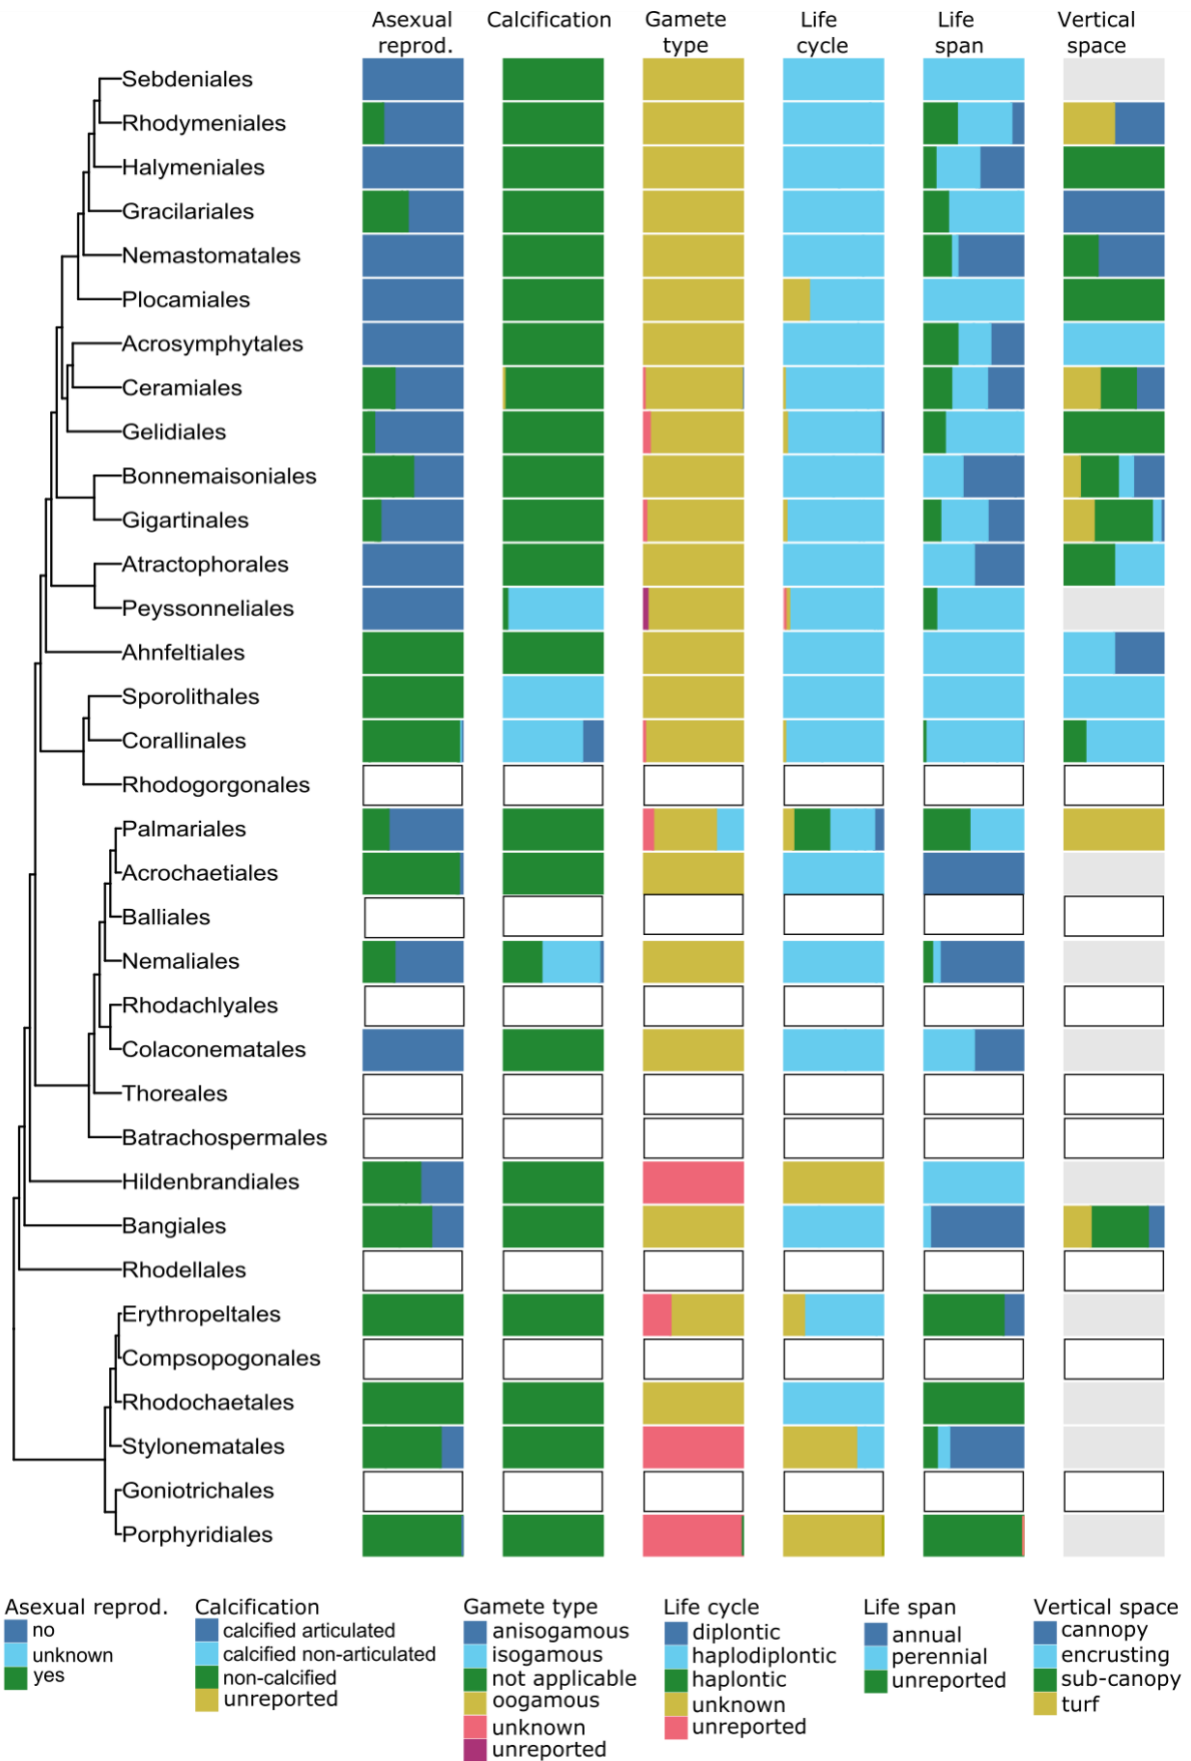 Asexual reprod.
Calcification
Gamete type
Life cycle
Life span
Vertical space
Sebdeniales
Rhodymeniales
Halymeniales
Gracilariales
Nemastomatales
Plocamiales
Acrosymphytales
Ceramiales
Gelidiales
Bonnemaisoniales
Gigartinales
Atractophorales
Peyssonneliales
Ahnfeltiales
Sporolithales
Corallinales
Rhodogorgonales
Palmariales
Acrochaetiales
Balliales
Nemaliales
Rhodachlyales
Colaconematales
Thoreales
Batrachospermales
Hildenbrandiales
Bangiales
Rhodellales
Erythropeltales
Compsopogonales
Rhodochaetales
Stylonematales
Goniotrichales
Porphyridiales
Asexual reprod.
no
unknown
yes
Calcification
calcified articulated
calcified non-articulated
non-calcified
unreported
Gamete type
anisogamous
isogamous
not applicable
oogamous
unknown
unreported
Life cycle
diplontic
haplodiplontic
haplontic
unknown
unreported
Life span
annual
perennial
unreported
Vertical space
cannopy
encrusting
sub-canopy
turf